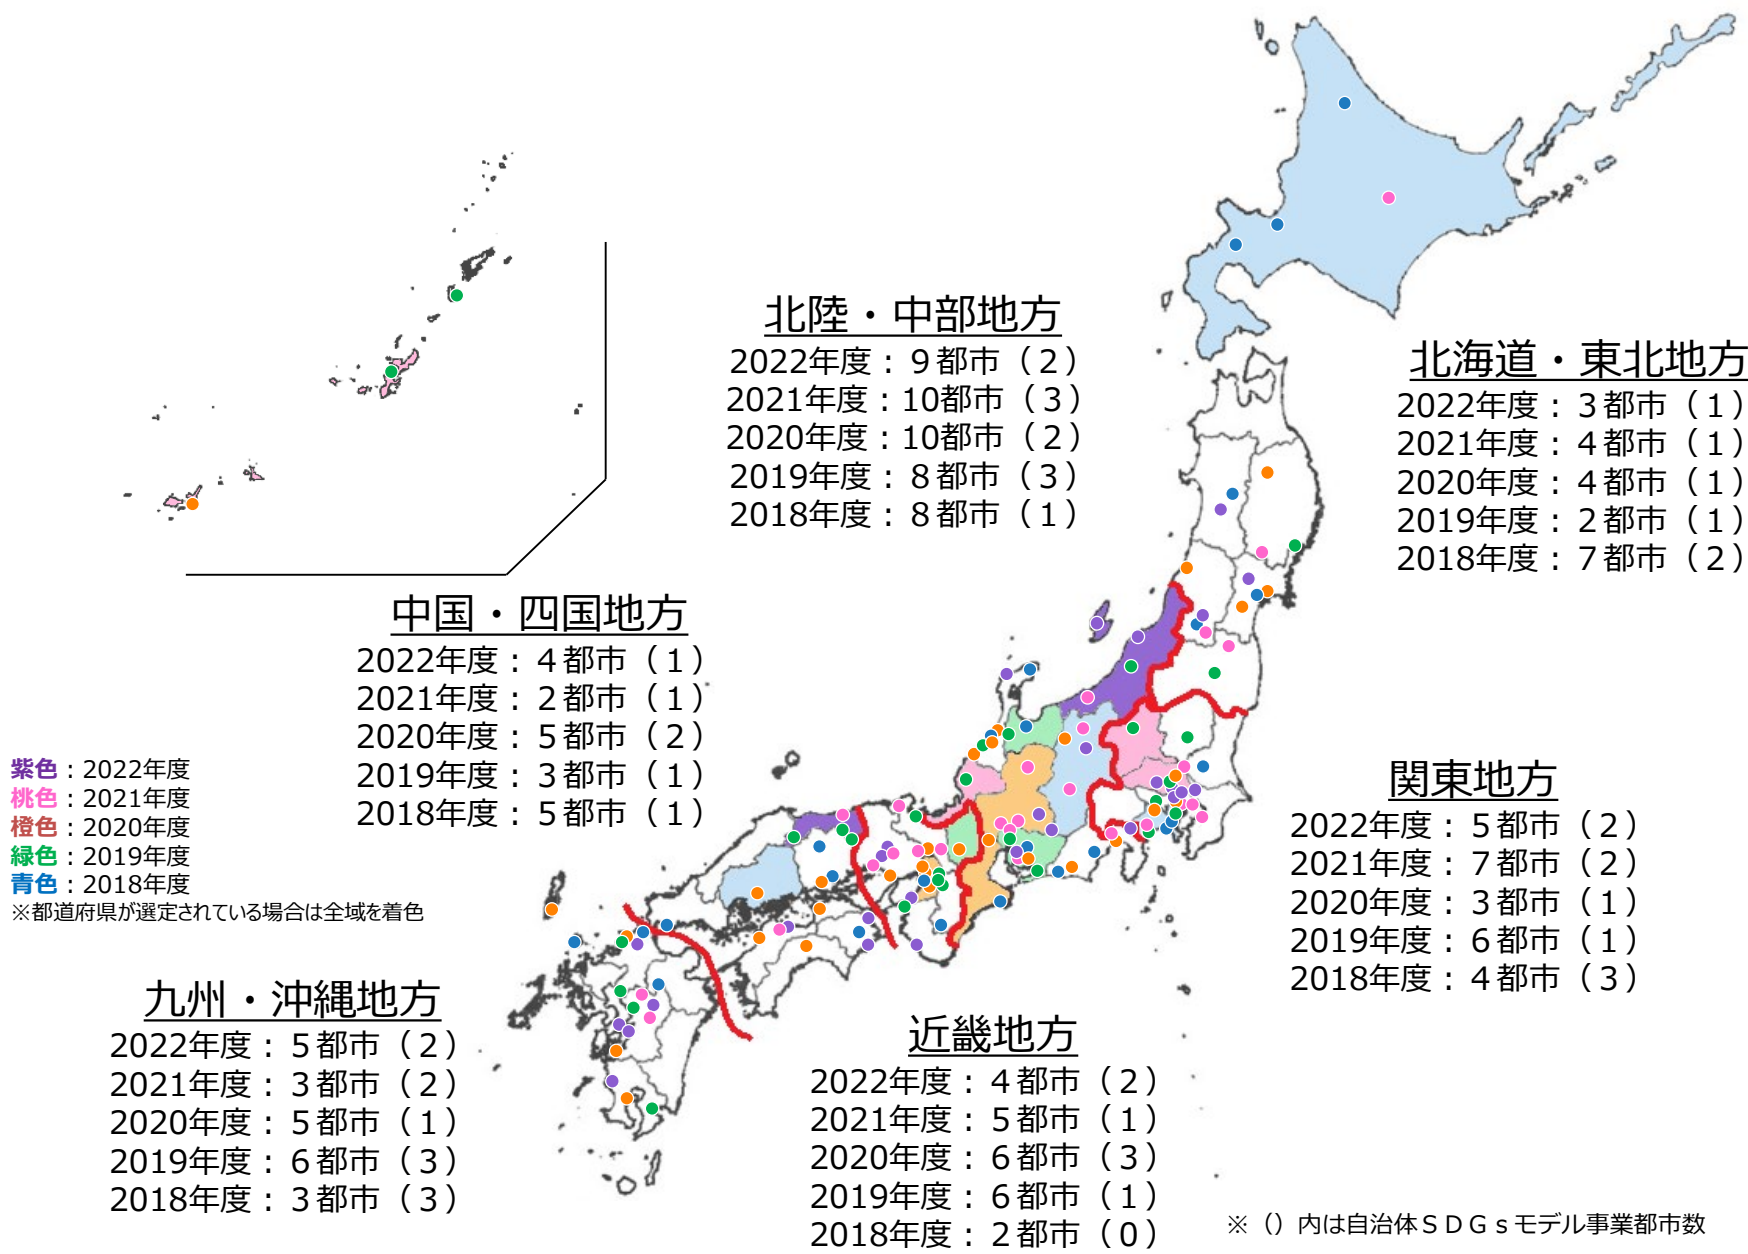 北陸・中部地方
2022年度：９都市（2）
2021年度：10都市（3）
2020年度：10都市（2）
2019年度：８都市（3）
2018年度：８都市（1）
北海道・東北地方
2022年度：３都市（1）
2021年度：４都市（1）
2020年度：４都市（1）
2019年度：２都市（1）
2018年度：７都市（2）
中国・四国地方
2022年度：４都市（1）
2021年度：２都市（1）
2020年度：５都市（2）
2019年度：３都市（1）
2018年度：５都市（1）
紫色：2022年度
桃色：2021年度
橙色：2020年度
緑色：2019年度
青色：2018年度
※都道府県が選定されている場合は全域を着色
関東地方
2022年度：５都市（2）
2021年度：７都市（2）
2020年度：３都市（1）
2019年度：６都市（1）
2018年度：４都市（3）
九州・沖縄地方
2022年度：５都市（2）
2021年度：３都市（2）
2020年度：５都市（1）
2019年度：６都市（3）
2018年度：３都市（3）
近畿地方
2022年度：４都市（2）
2021年度：５都市（1）
2020年度：６都市（3）
2019年度：６都市（1）
2018年度：２都市（0）
※（）内は自治体ＳＤＧｓモデル事業都市数